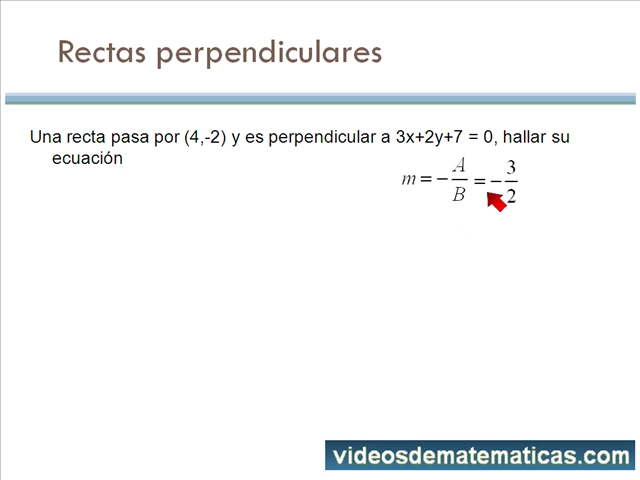 Rectas perpendiculares
Una recta pasa por (4,-2) y es perpendicular a 3x+2y+7 = 0, hallar su
ecuación
m = − A/B = − 3/2
videosdematematicas.com